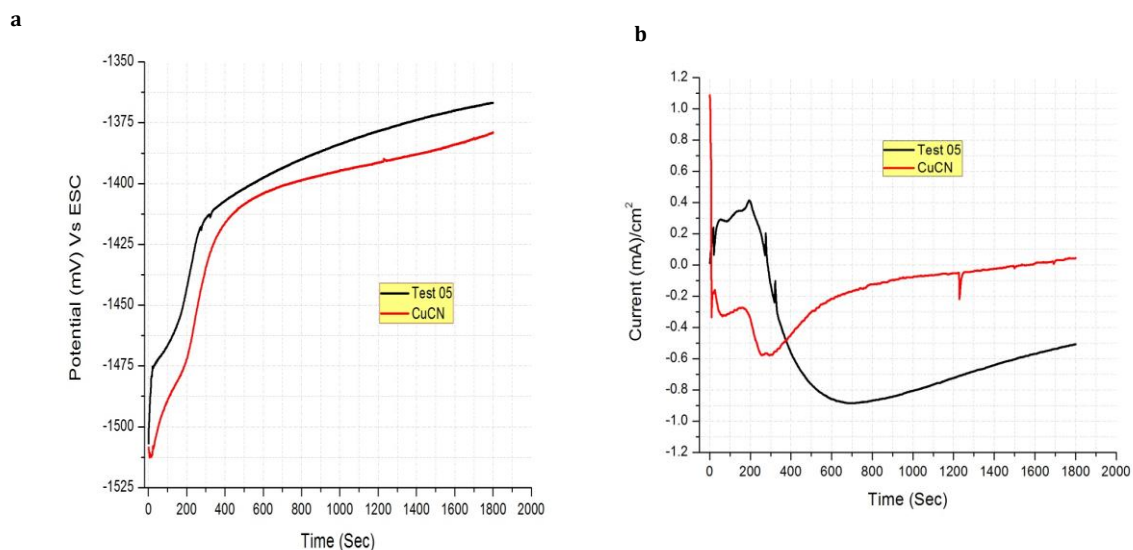 a
-1350
-1375
-1400
-1425
-1450
-1475
-1500
-1525
Potential (mV) Vs ESC
Test 05
CuCN
0 200 400 600 800 1000 1200 1400 1600 1800 2000
Time (Sec)
b
1.2
1.0
0.8
0.6
0.4
0.2
0.0
-0.2
-0.4
-0.6
-0.8
-1.0
-1.2
Current (mA)/cm²
Test 05
CuCN
0 200 400 600 800 1000 1200 1400 1600 1800 2000
Time (Sec)